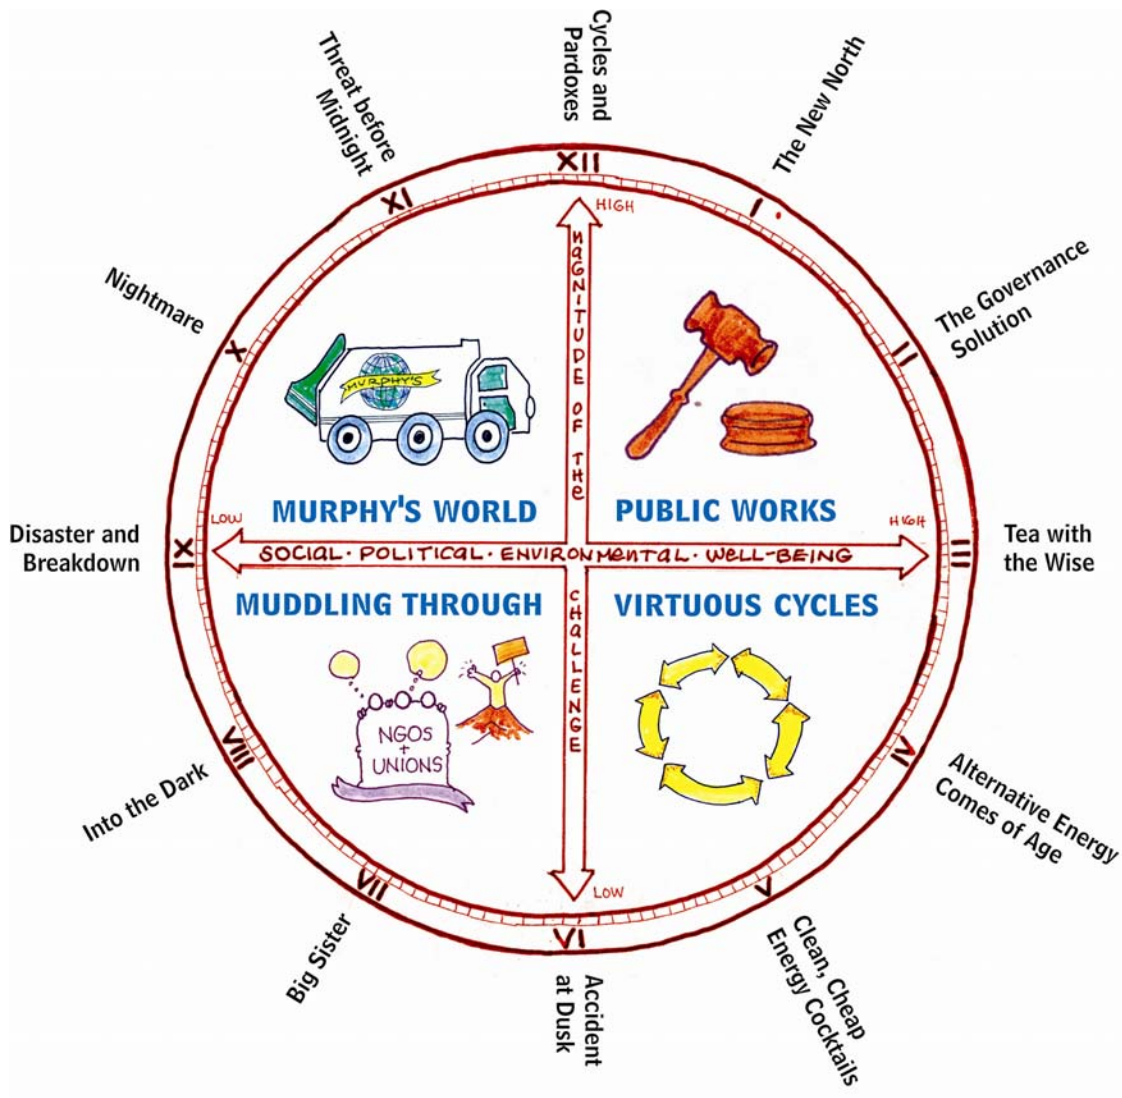 Cycles and
Pardoxes
The New North
The Governance
Solution
Tea with
the Wise
Alternative Energy
Comes of Age
Clean, Cheap
Energy Cocktails
Accident
at Dusk
Big Sister
Into the Dark
Disaster and
Breakdown
Nightmare
Threat before
Midnight
XII
I
II
III
IV
V
VI
VII
VIII
IX
X
XI
HIGH
MAGNITUDE OF THE
CHALLENGE
LOW
LOW
SOCIAL · POLITICAL · ENVIRONMENTAL · WELL-BEING
HIGH
MURPHY'S
MURPHY'S WORLD
PUBLIC WORKS
MUDDLING THROUGH
VIRTUOUS CYCLES
NGOS
+
UNIONS